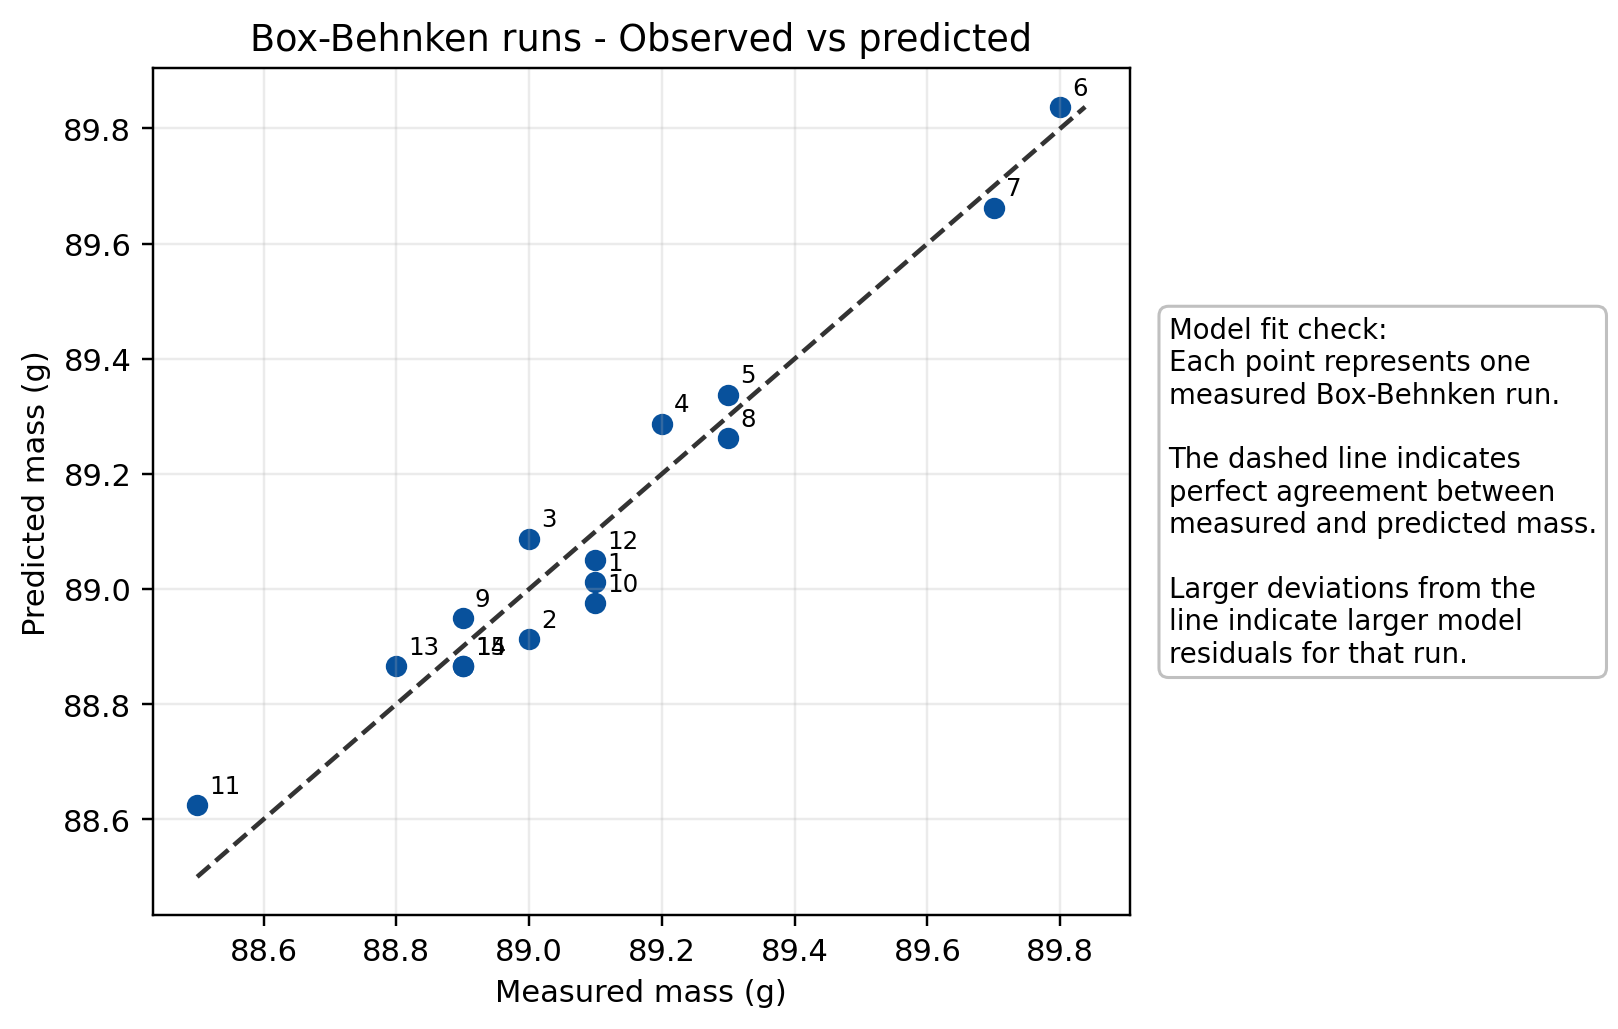 Box-Behnken runs - Observed vs predicted
Predicted mass (g)
89.8
89.6
89.4
89.2
89.0
88.8
88.6
6
7
5
4
8
3
12
1
10
9
2
13
15
11
88.6 88.8 89.0 89.2 89.4 89.6 89.8
Measured mass (g)
Model fit check:
Each point represents one
measured Box-Behnken run.
The dashed line indicates
perfect agreement between
measured and predicted mass.
Larger deviations from the
line indicate larger model
residuals for that run.